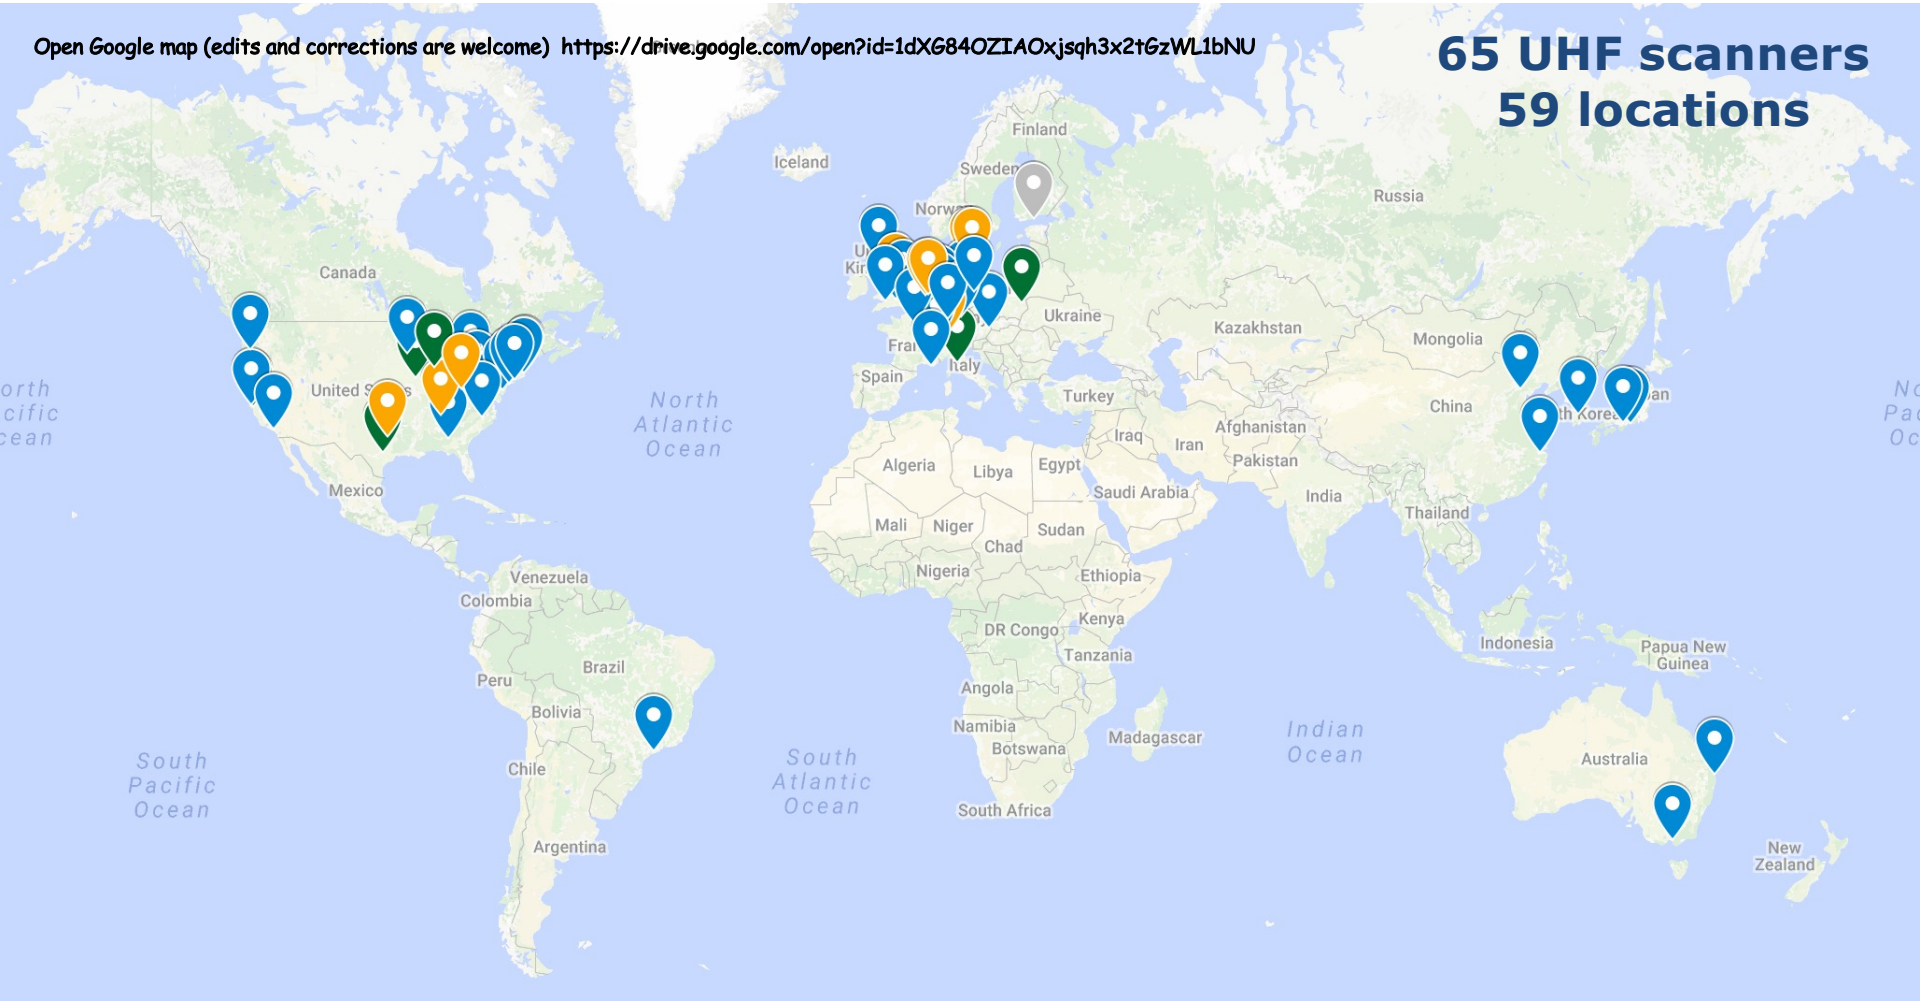 Open Google map (edits and corrections are welcome) https://drive.google.com/open?id=1dXG84OZIAOxjsqh3x2tGzWL1bNU
65 UHF scanners
59 locations
Finland
Iceland
Sweden
Russia
Norw
Canada
Kin
Ukraine
Kazakhstan
Mongolia
Fran
Italy
Spain
United
Turkey
China
North
Atlantic
Ocean
Afghanistan
Iraq
Iran
Pakistan
Algeria
Libya
Egypt
Saudi Arabia
India
Mexico
Thailand
Mali
Niger
Sudan
Chad
Nigeria
Ethiopia
Venezuela
Colombia
Kenya
DR Congo
Tanzania
Indonesia
Papua New
Guinea
Brazil
Peru
Angola
Bolivia
Namibia
Botswana
Madagascar
Indian
Ocean
South
Pacific
Ocean
South
Atlantic
Ocean
Chile
Australia
South Africa
Argentina
New
Zealand